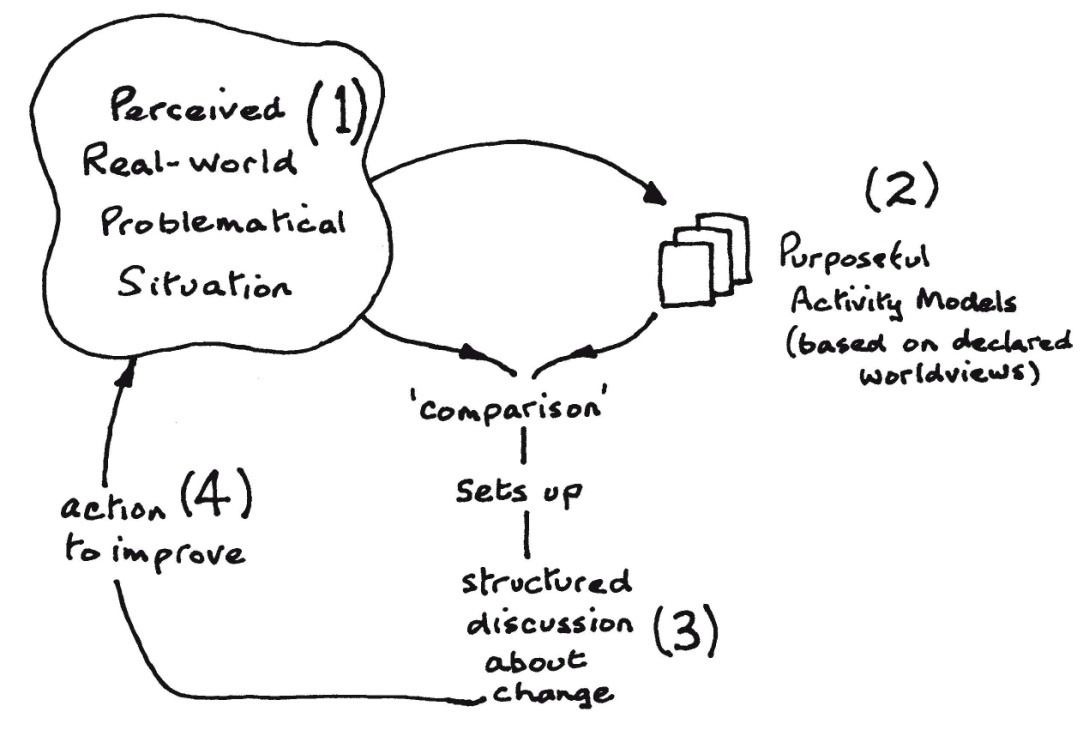 Perceived (1)
Real-world
Problematical
Situation
(2)
Purposeful
Activity Models
(based on declared
worldviews)
'comparison'
sets up
structured
discussion (3)
about
change
action (4)
to improve